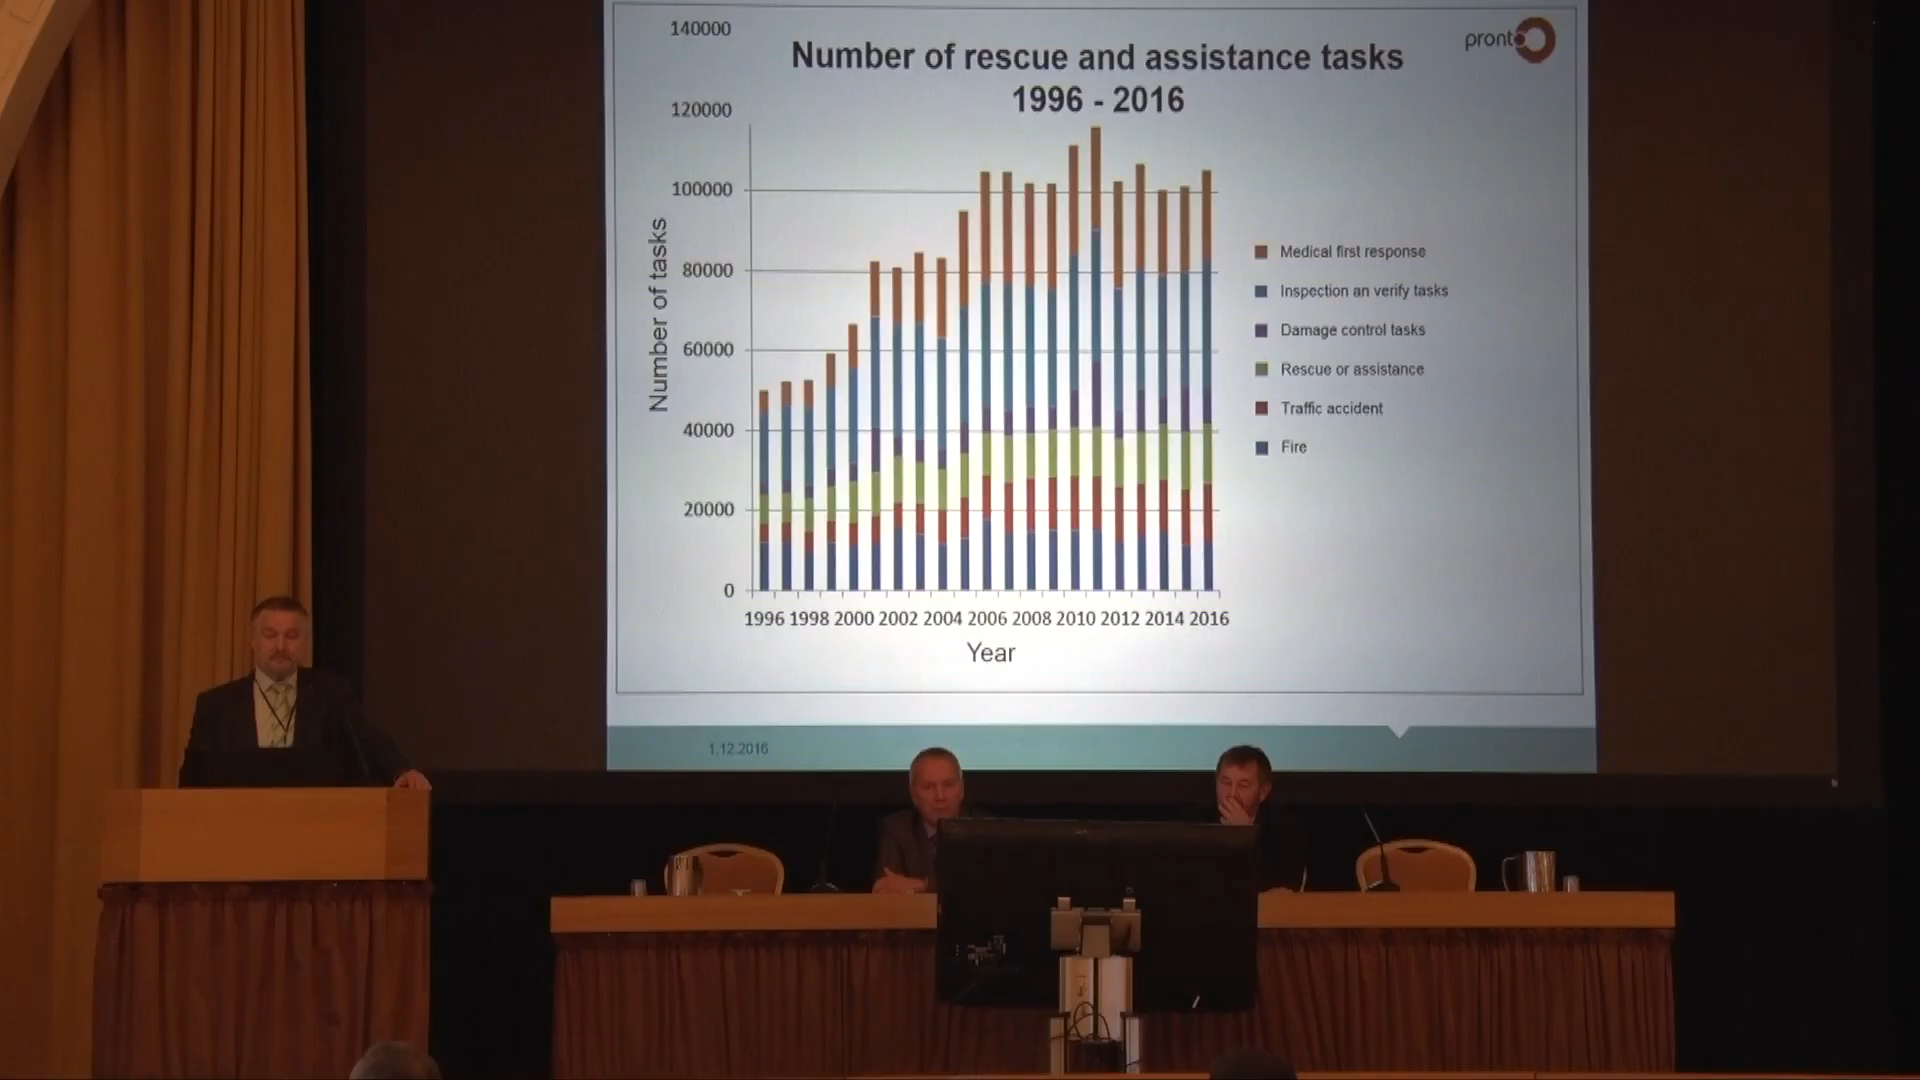 140000
pronto
Number of rescue and assistance tasks
1996 - 2016
120000
100000
80000
60000
40000
20000
0
Number of tasks
Medical first response
Inspection an verify tasks
Damage control tasks
Rescue or assistance
Traffic accident
Fire
1996 1998 2000 2002 2004 2006 2008 2010 2012 2014 2016
Year
1.12.2016